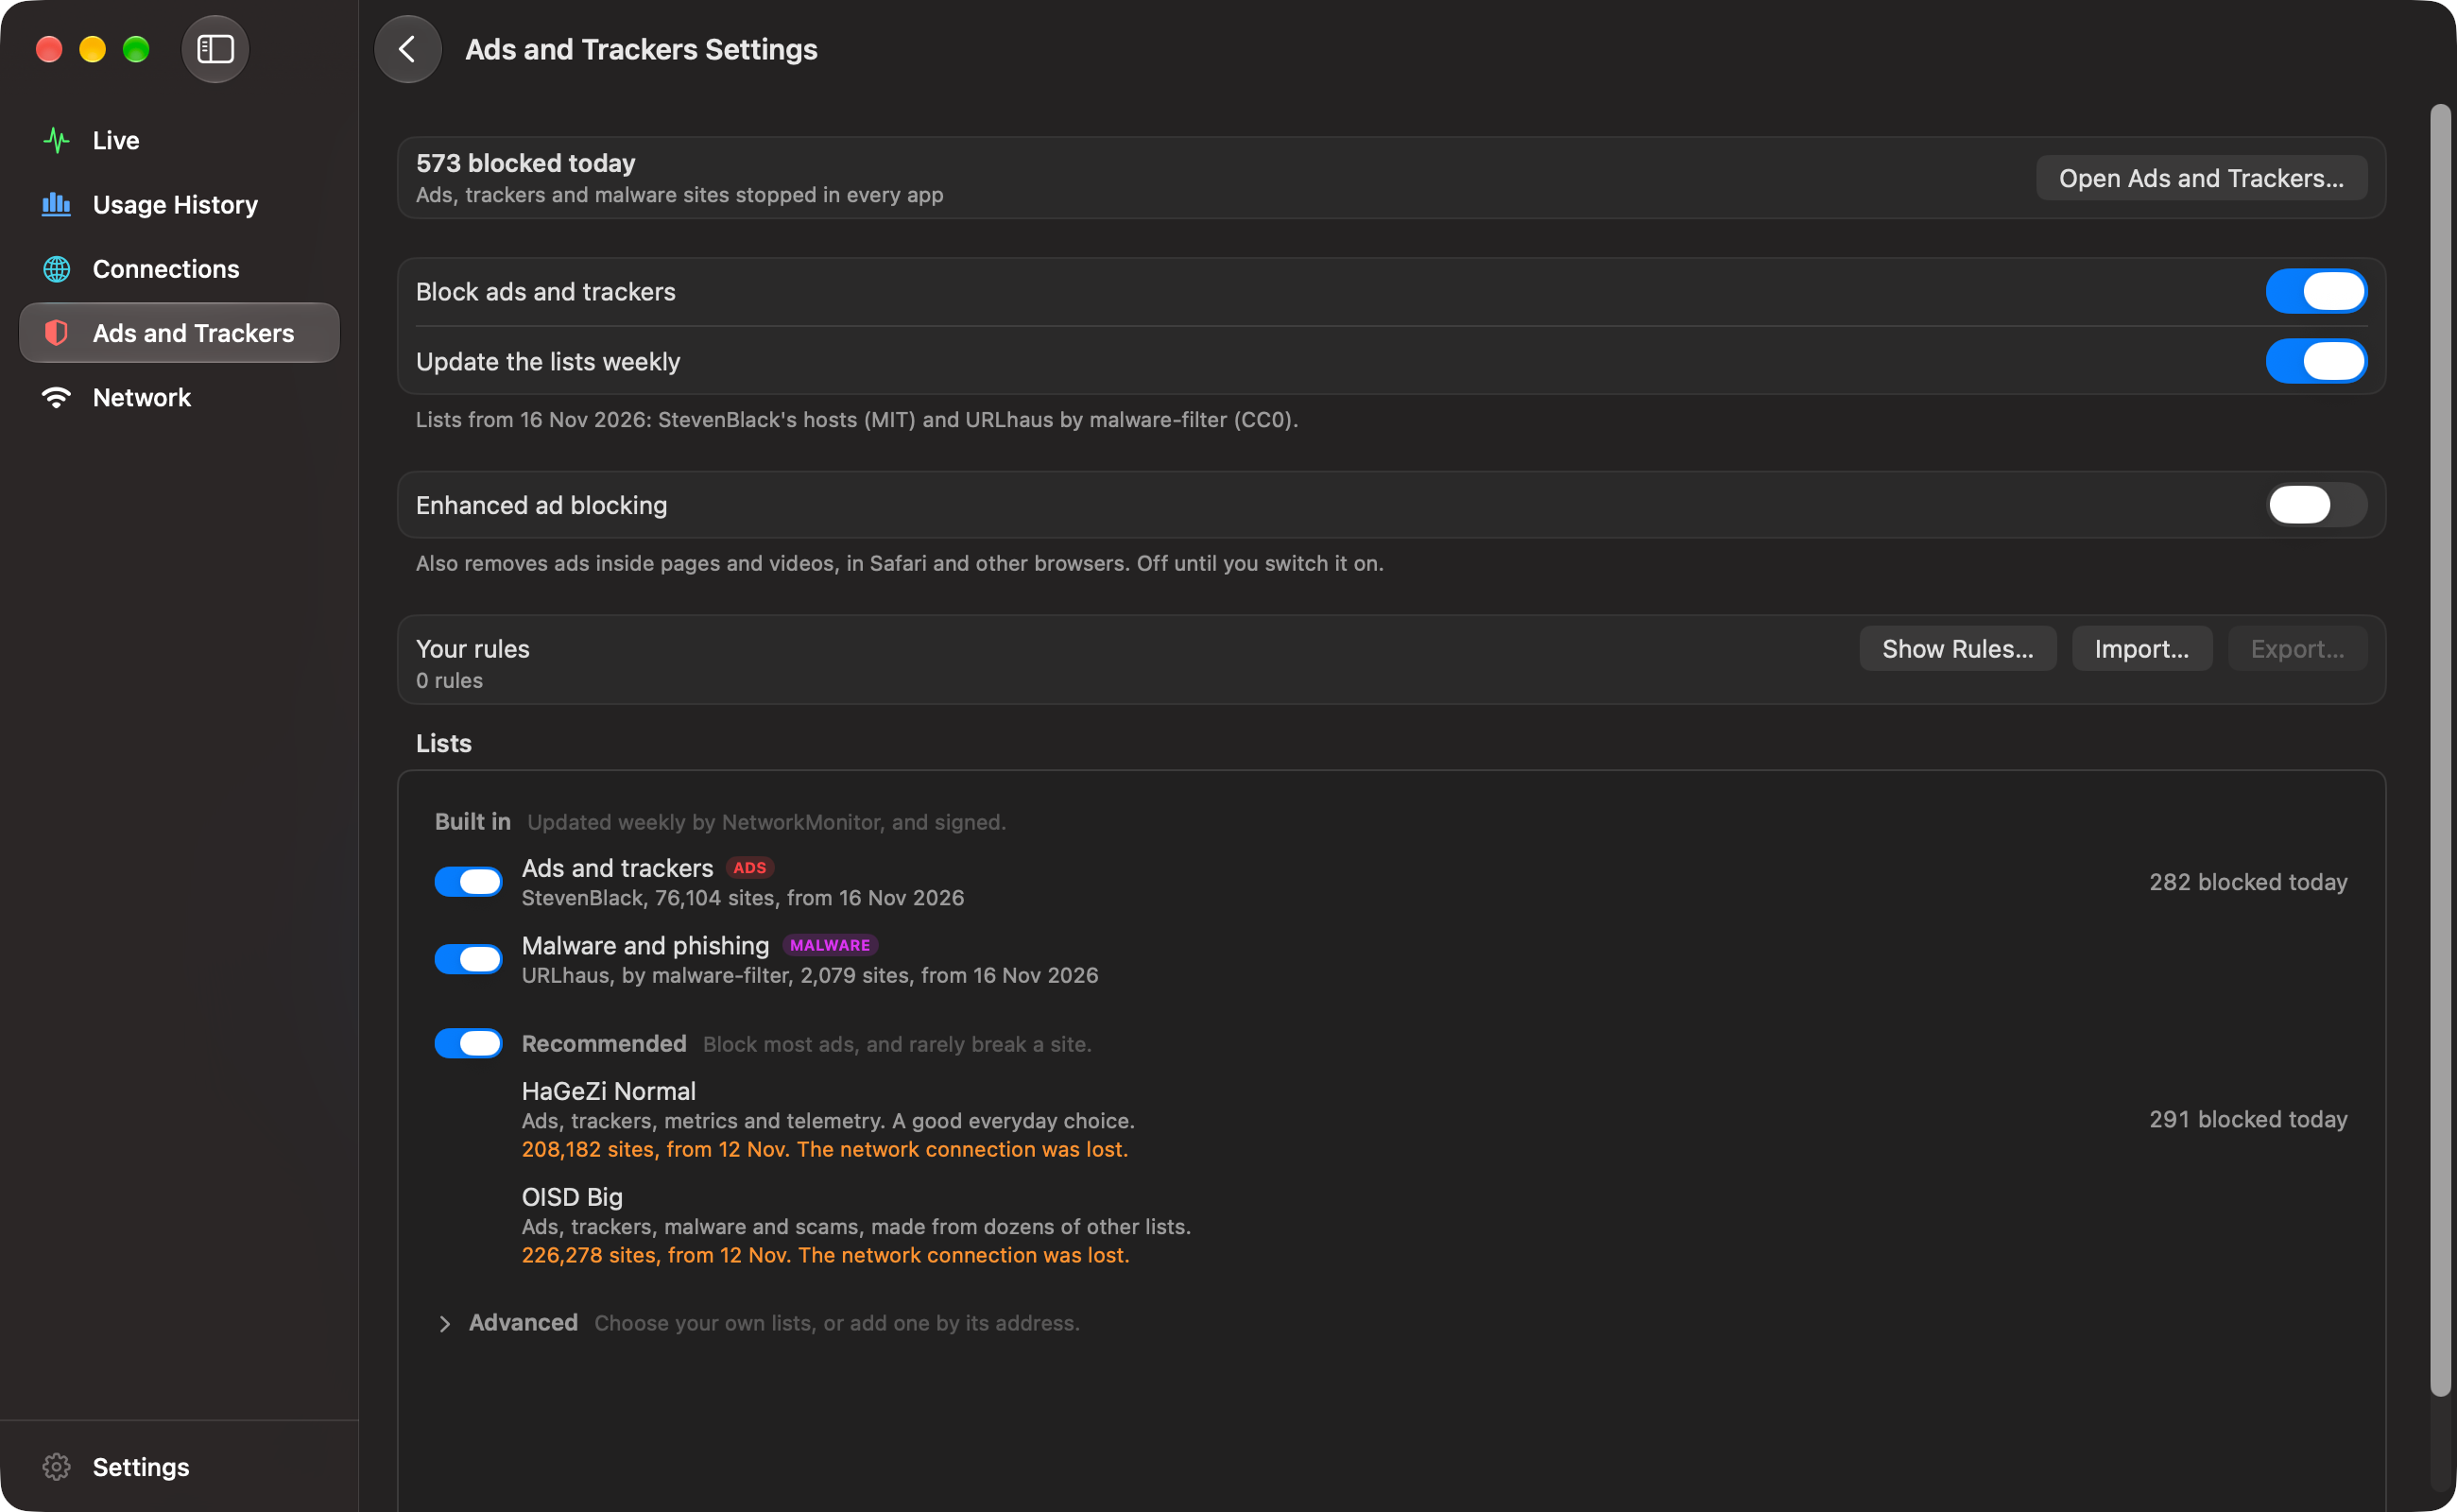 Ads and Trackers Settings
Live
Usage History
Connections
Ads and Trackers
Network
Settings
573 blocked today
Ads, trackers and malware sites stopped in every app
Open Ads and Trackers...
Block ads and trackers
Update the lists weekly
Lists from 16 Nov 2026: StevenBlack's hosts (MIT) and URLhaus by malware-filter (CC0).
Enhanced ad blocking
Also removes ads inside pages and videos, in Safari and other browsers. Off until you switch it on.
Your rules
0 rules
Show Rules...
Import...
Export...
Lists
Built in Updated weekly by NetworkMonitor, and signed.
Ads and trackers ADS
StevenBlack, 76,104 sites, from 16 Nov 2026
282 blocked today
Malware and phishing MALWARE
URLhaus, by malware-filter, 2,079 sites, from 16 Nov 2026
Recommended Block most ads, and rarely break a site.
HaGeZi Normal
Ads, trackers, metrics and telemetry. A good everyday choice.
208,182 sites, from 12 Nov. The network connection was lost.
291 blocked today
OISD Big
Ads, trackers, malware and scams, made from dozens of other lists.
226,278 sites, from 12 Nov. The network connection was lost.
Advanced Choose your own lists, or add one by its address.